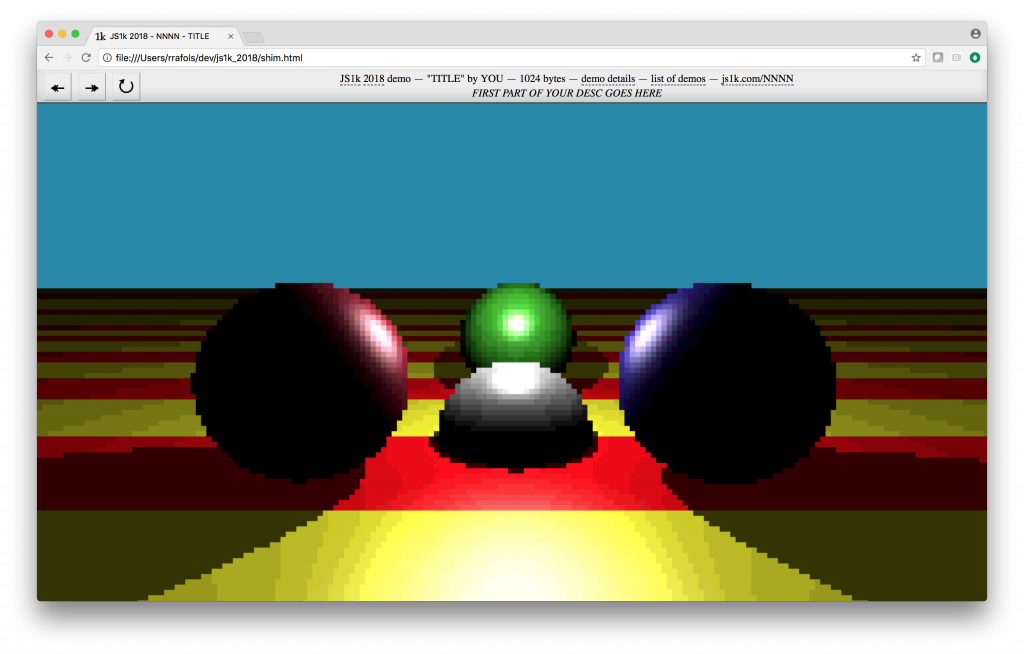 1k JS1k 2018 - NNNN - TITLE
file:///Users/rrafols/dev/js1k_2018/shim.html
JS1k 2018 demo — "TITLE" by YOU — 1024 bytes — demo details — list of demos — js1k.com/NNNN
FIRST PART OF YOUR DESC GOES HERE